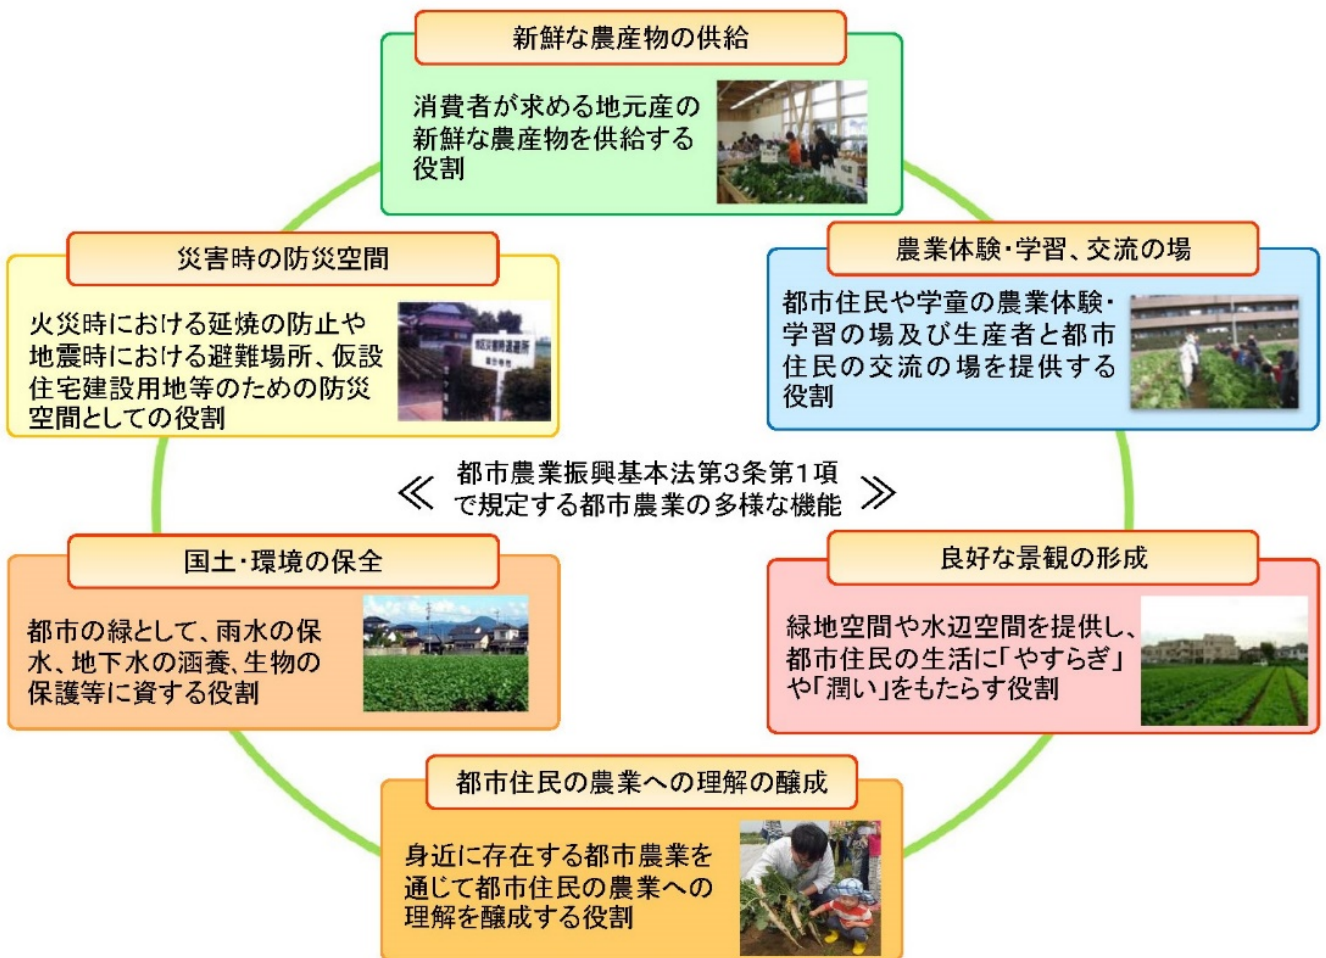 新鮮な農産物の供給
消費者が求める地元産の
新鮮な農産物を供給する
役割
農業体験・学習、交流の場
都市住民や学童の農業体験・
学習の場及び生産者と都市
住民の交流の場を提供する
役割
災害時の防災空間
火災時における延焼の防止や
地震時における避難場所、仮設
住宅建設用地等のための防災
空間としての役割
≪ 都市農業振興基本法第3条第1項
で規定する都市農業の多様な機能 ≫
国土・環境の保全
都市の緑として、雨水の保
水、地下水の涵養、生物の
保護等に資する役割
良好な景観の形成
緑地空間や水辺空間を提供し、
都市住民の生活に「やすらぎ」
や「潤い」をもたらす役割
都市住民の農業への理解の醸成
身近に存在する都市農業を
通じて都市住民の農業への
理解を醸成する役割